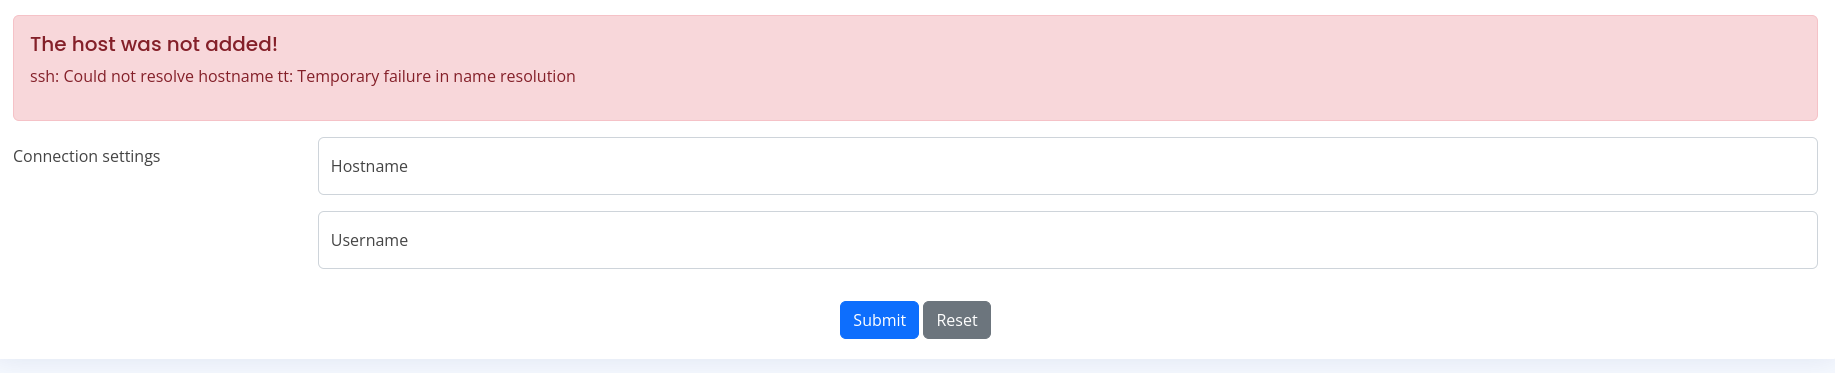 The host was not added!
ssh: Could not resolve hostname tt: Temporary failure in name resolution
Connection settings
Hostname
Username
Submit Reset